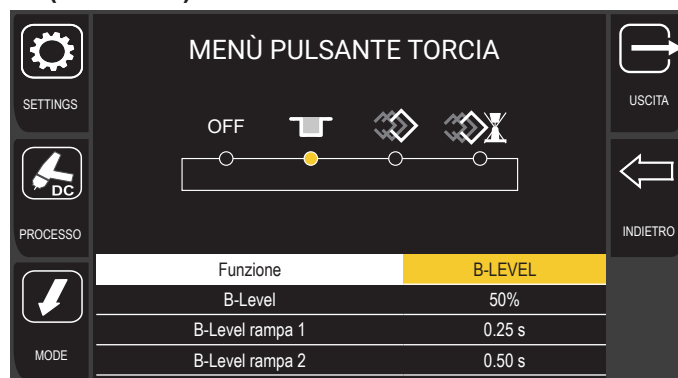 MENÙ PULSANTE TORCIA
SETTINGS
USCITA
OFF
DC
PROCESSO
INDIETRO
Funzione B-LEVEL
B-Level 50%
B-Level rampa 1 0.25 s
MODE
B-Level rampa 2 0.50 s